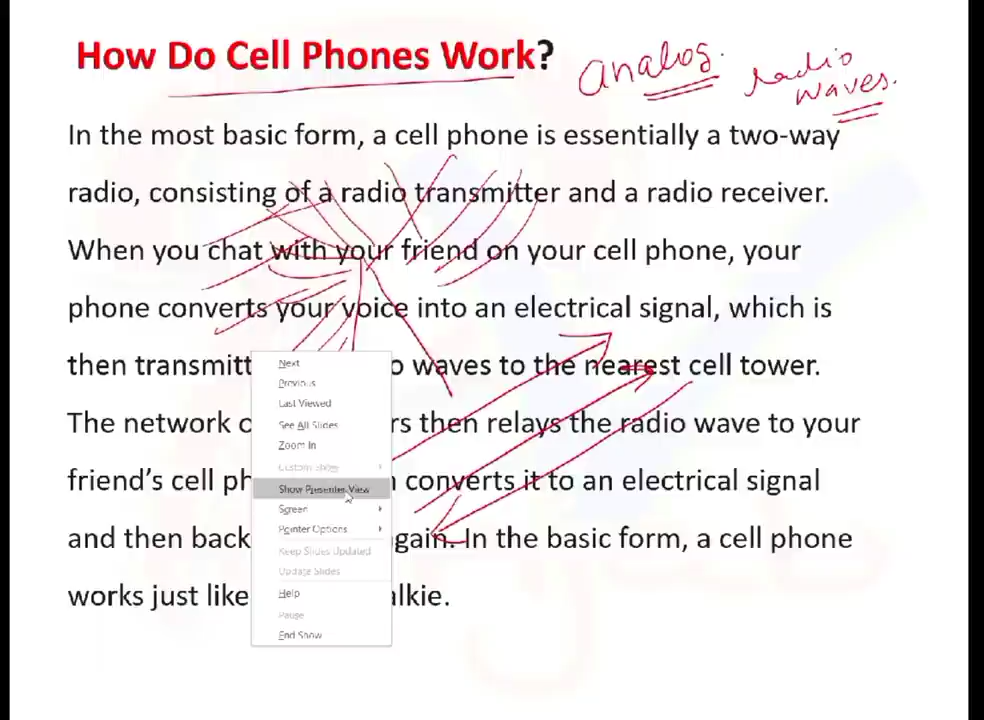 How Do Cell Phones Work?
analog.
radio
waves.
In the most basic form, a cell phone is essentially a two-way
radio, consisting of a radio transmitter and a radio receiver.
When you chat with your friend on your cell phone, your
phone converts your voice into an electrical signal, which is
then transmitt o waves to the nearest cell tower.
The network o rs then relays the radio wave to your
friend's cell ph n converts it to an electrical signal
and then back gain. In the basic form, a cell phone
works just like alkie.
Next
Previous
Last Viewed
See All Slides
Zoom In
Custom Show
Show Presenter View
Screen
Pointer Options
Keep Slides Updated
Update Slides
Help
Pause
End Show